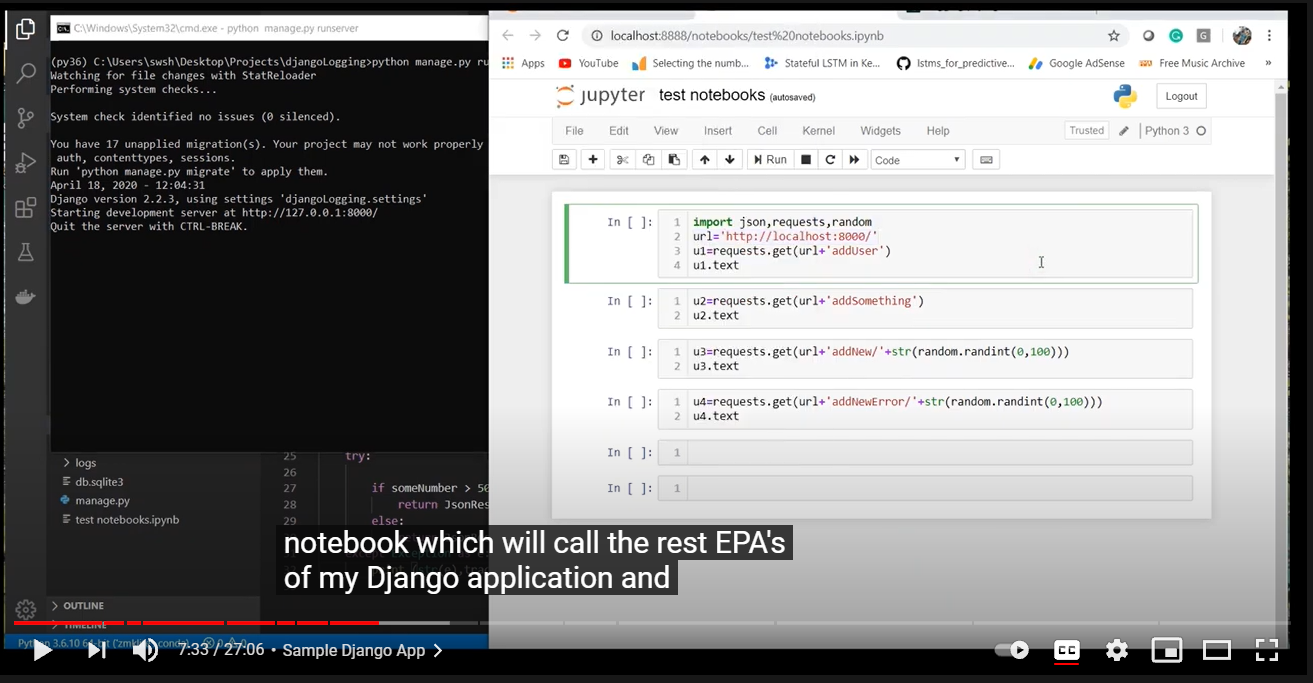 C:\Windows\System32\cmd.exe - python manage.py runserver
(py36) C:\Users\swsh\Desktop\Projects\djangoLogging>python manage.py ru
Watching for file changes with StatReloader
Performing system checks...
System check identified no issues (0 silenced).
You have 17 unapplied migration(s). Your project may not work properly
auth, contenttypes, sessions.
Run 'python manage.py migrate' to apply them.
April 18, 2020 - 12:04:31
Django version 2.2.3, using settings 'djangoLogging.settings'
Starting development server at http://127.0.0.1:8000/
Quit the server with CTRL-BREAK.
logs
db.sqlite3
manage.py
test notebooks.ipynb
OUTLINE
TIMELINE
25 try:
26
27 if someNumber > 50
28 return JsonRes
29 else:
localhost:8888/notebooks/test%20notebooks.ipynb
G
Apps YouTube Selecting the numb... Stateful LSTM in Ke... lstms_for_predictive... Google AdSense Free Music Archive »
jupyter test notebooks (autosaved) Logout
File Edit View Insert Cell Kernel Widgets Help Trusted Python 3
Run Code
In [ ]: 1 import json,requests,random
2 url='http://localhost:8000/'
3 u1=requests.get(url+'addUser')
4 u1.text
In [ ]: 1 u2=requests.get(url+'addSomething')
2 u2.text
In [ ]: 1 u3=requests.get(url+'addNew/'+str(random.randint(0,100)))
2 u3.text
In [ ]: 1 u4=requests.get(url+'addNewError/'+str(random.randint(0,100)))
2 u4.text
In [ ]: 1
In [ ]: 1
notebook which will call the rest EPA's
of my Django application and
Python 3.6.10 64-bit
7:33 / 27:06 • Sample Django App
CC